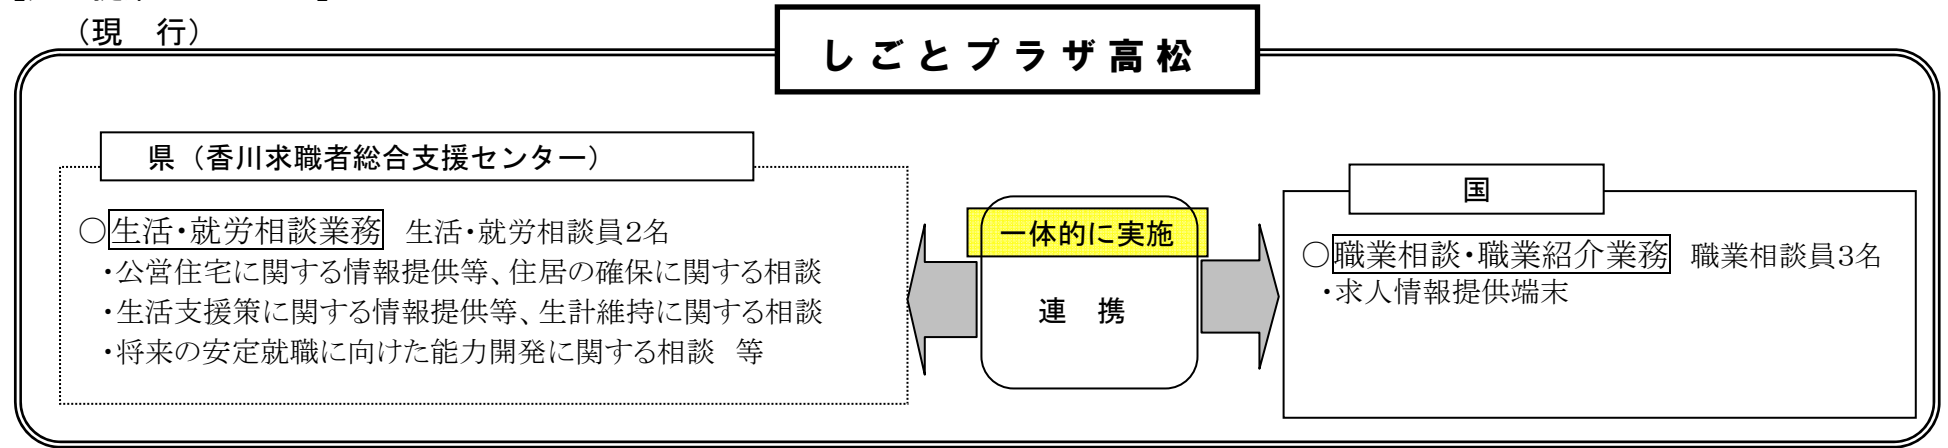 （現　行）
しごとプラザ高松
県（香川求職者総合支援センター）
○生活・就労相談業務　生活・就労相談員2名
・公営住宅に関する情報提供等、住居の確保に関する相談
・生活支援策に関する情報提供等、生計維持に関する相談
・将来の安定就職に向けた能力開発に関する相談　等
一体的に実施
連　携
国
○職業相談・職業紹介業務　職業相談員3名
・求人情報提供端末